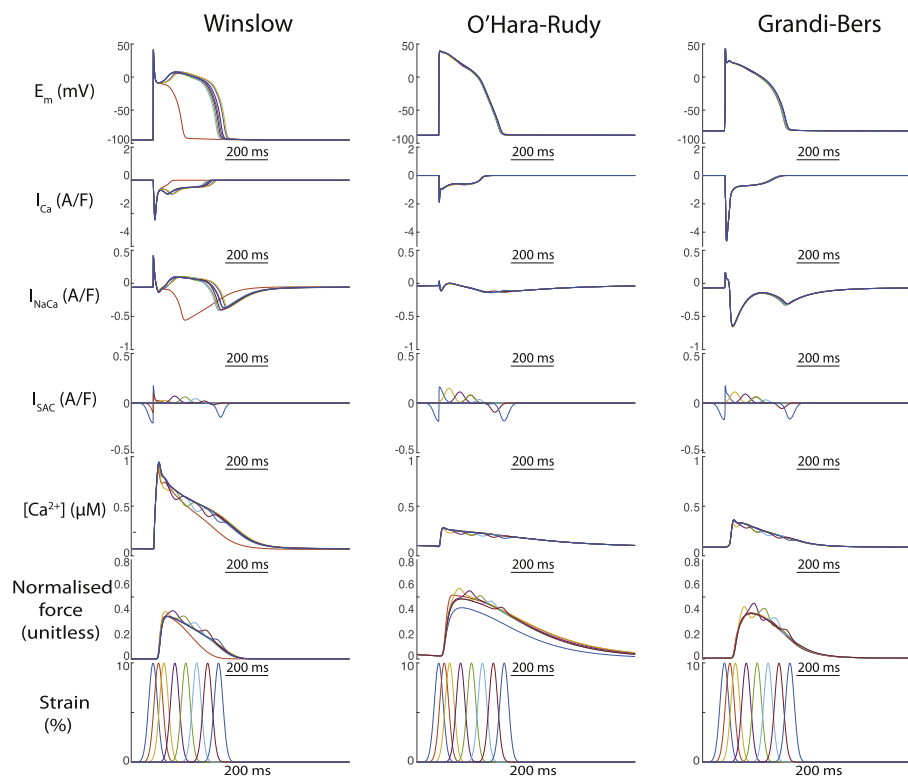 Winslow O'Hara-Rudy Grandi-Bers
50 50 50
Em (mV)
0 0 0
-50 -50 -50
-100 -100 -100
200 ms 200 ms 200 ms
2 2 2
ICa (A/F)
0 0 0
-2 -2 -2
-4 -4 -4
200 ms 200 ms 200 ms
0.5 0.5 0.5
INaCa (A/F)
0 0 0
-0.5 -0.5 -0.5
-1 -1 -1
200 ms 200 ms 200 ms
0.5 0.5 0.5
ISAC (A/F)
0 0 0
-0.5 -0.5 -0.5
200 ms 200 ms 200 ms
1 1 1
[Ca2+] (μM)
0.5 0.5 0.5
0 0 0
200 ms 200 ms 200 ms
0.8 0.8 0.8
Normalised
force
(unitless)
0.6 0.6 0.6
0.4 0.4 0.4
0.2 0.2 0.2
0 0 0
200 ms 200 ms 200 ms
10 10 10
Strain
(%)
0 0 0
200 ms 200 ms 200 ms